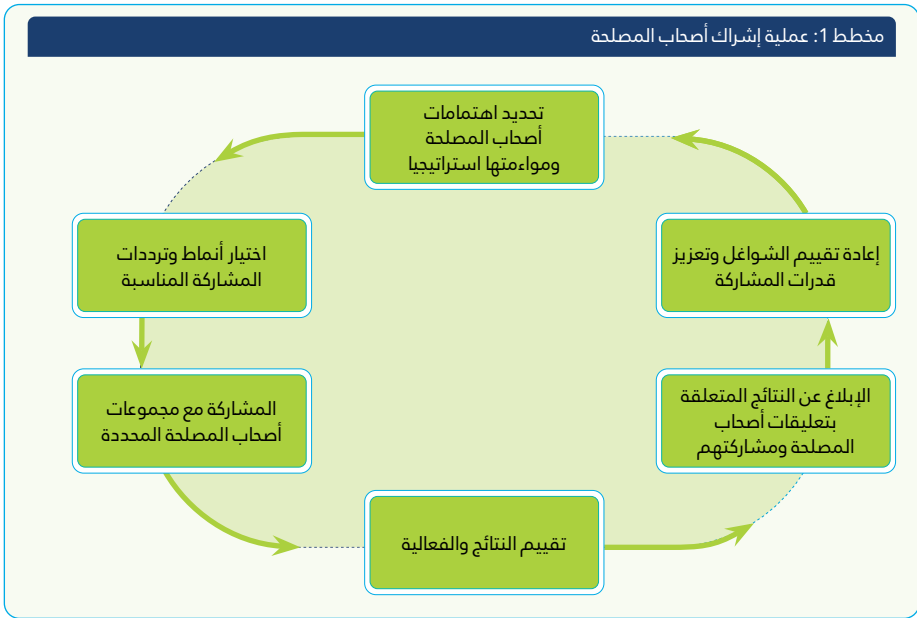 مخطط 1: عملية إشراك أصحاب المصلحة
تحديد اهتمامات
أصحاب المصلحة
ومواءمتها استراتيجيا
اختيار أنماط وترددات
المشاركة المناسبة
المشاركة مع مجموعات
أصحاب المصلحة المحددة
تقييم النتائج والفعالية
الإبلاغ عن النتائج المتعلقة
بتعليقات أصحاب
المصلحة ومشاركتهم
إعادة تقييم الشواغل وتعزيز
قدرات المشاركة